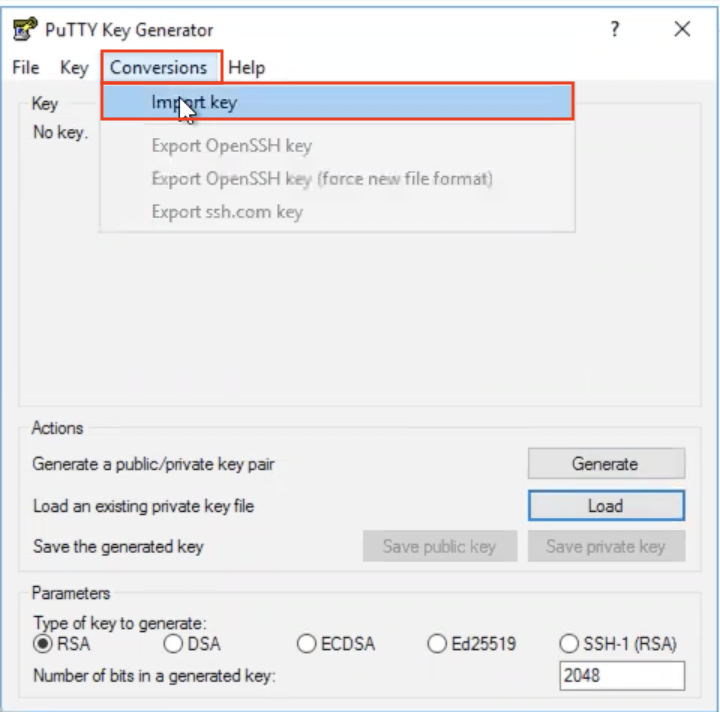 PuTTY Key Generator
? ×
File Key Conversions Help
Import key
Key
No key.
Export OpenSSH key
Export OpenSSH key (force new file format)
Export ssh.com key
Actions
Generate a public/private key pair Generate
Load an existing private key file Load
Save the generated key Save public key Save private key
Parameters
Type of key to generate:
RSA DSA ECDSA Ed25519 SSH-1 (RSA)
Number of bits in a generated key: 2048